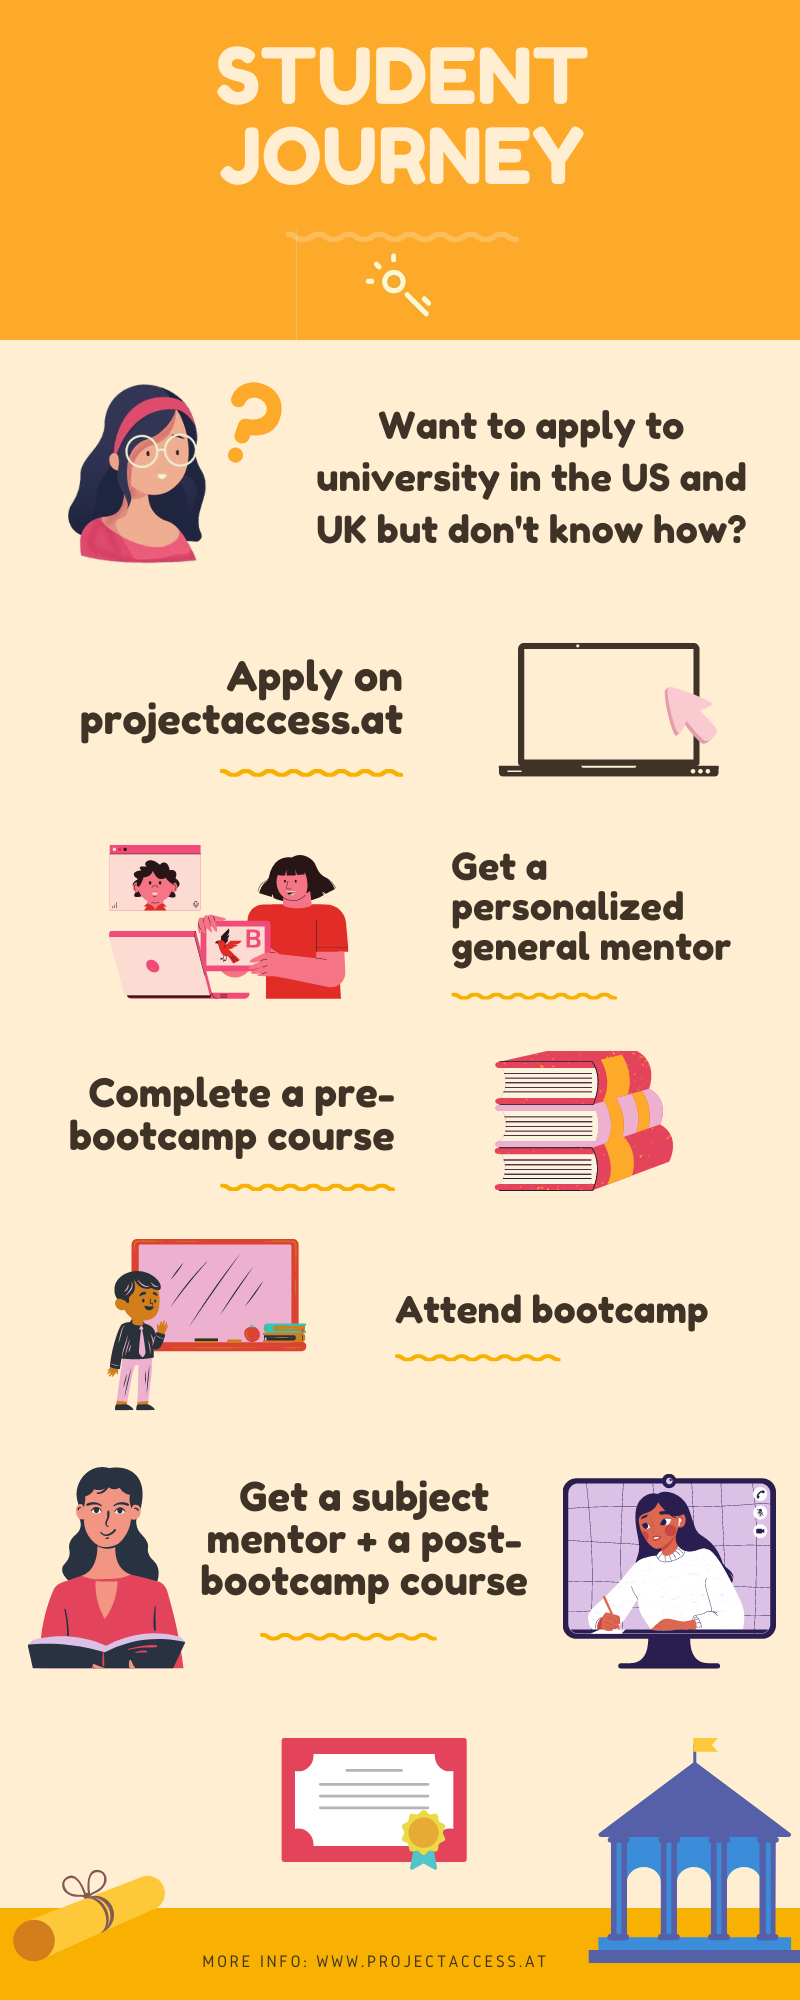 STUDENT
JOURNEY
Want to apply to
university in the US and
UK but don't know how?
Apply on
projectaccess.at
Get a
personalized
general mentor
B
Complete a pre-
bootcamp course
Attend bootcamp
Get a subject
mentor + a post-
bootcamp course
MORE INFO: WWW.PROJECTACCESS.AT